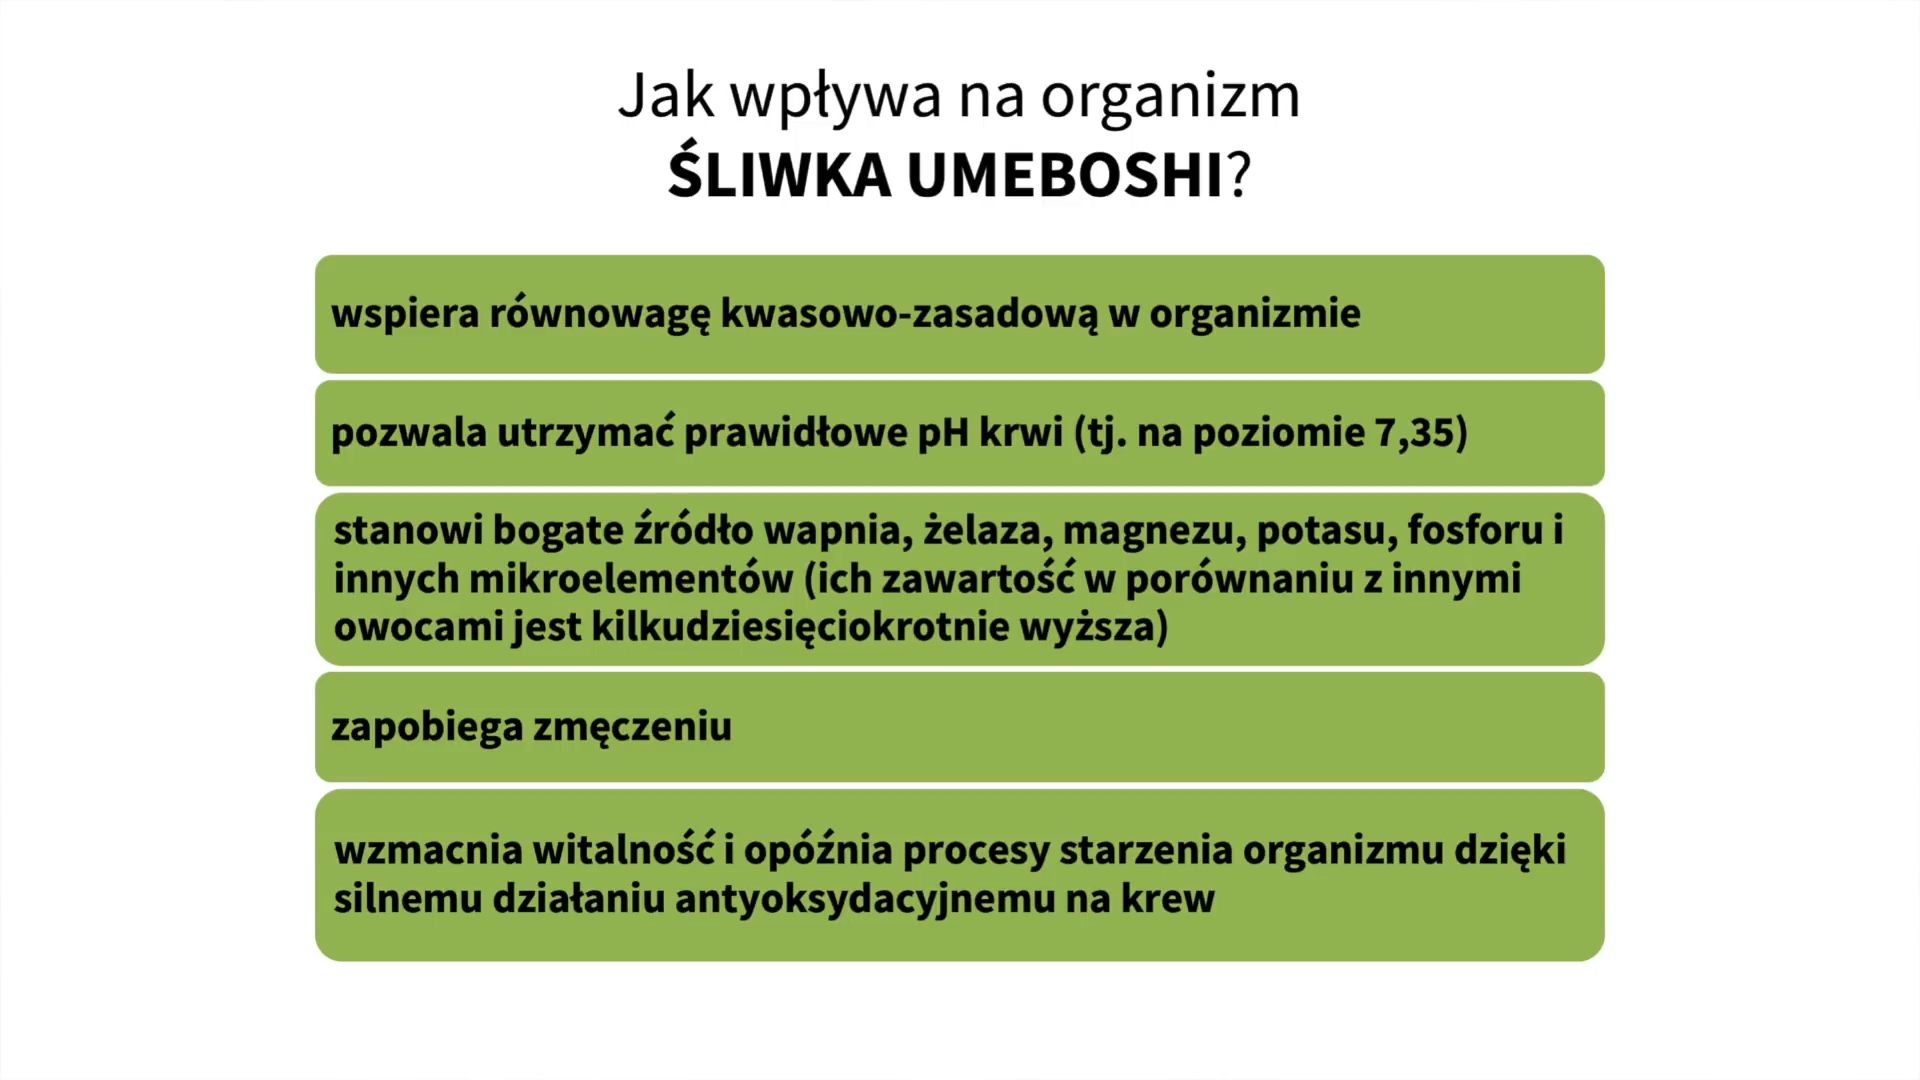 Jak wpływa na organizm
ŚLIWKA UMEBOSHI?
wspiera równowagę kwasowo-zasadową w organizmie
pozwala utrzymać prawidłowe pH krwi (tj. na poziomie 7,35)
stanowi bogate źródło wapnia, żelaza, magnezu, potasu, fosforu i
innych mikroelementów (ich zawartość w porównaniu z innymi
owocami jest kilkudziesięciokrotnie wyższa)
zapobiega zmęczeniu
wzmacnia witalność i opóźnia procesy starzenia organizmu dzięki
silnemu działaniu antyoksydacyjnemu na krew